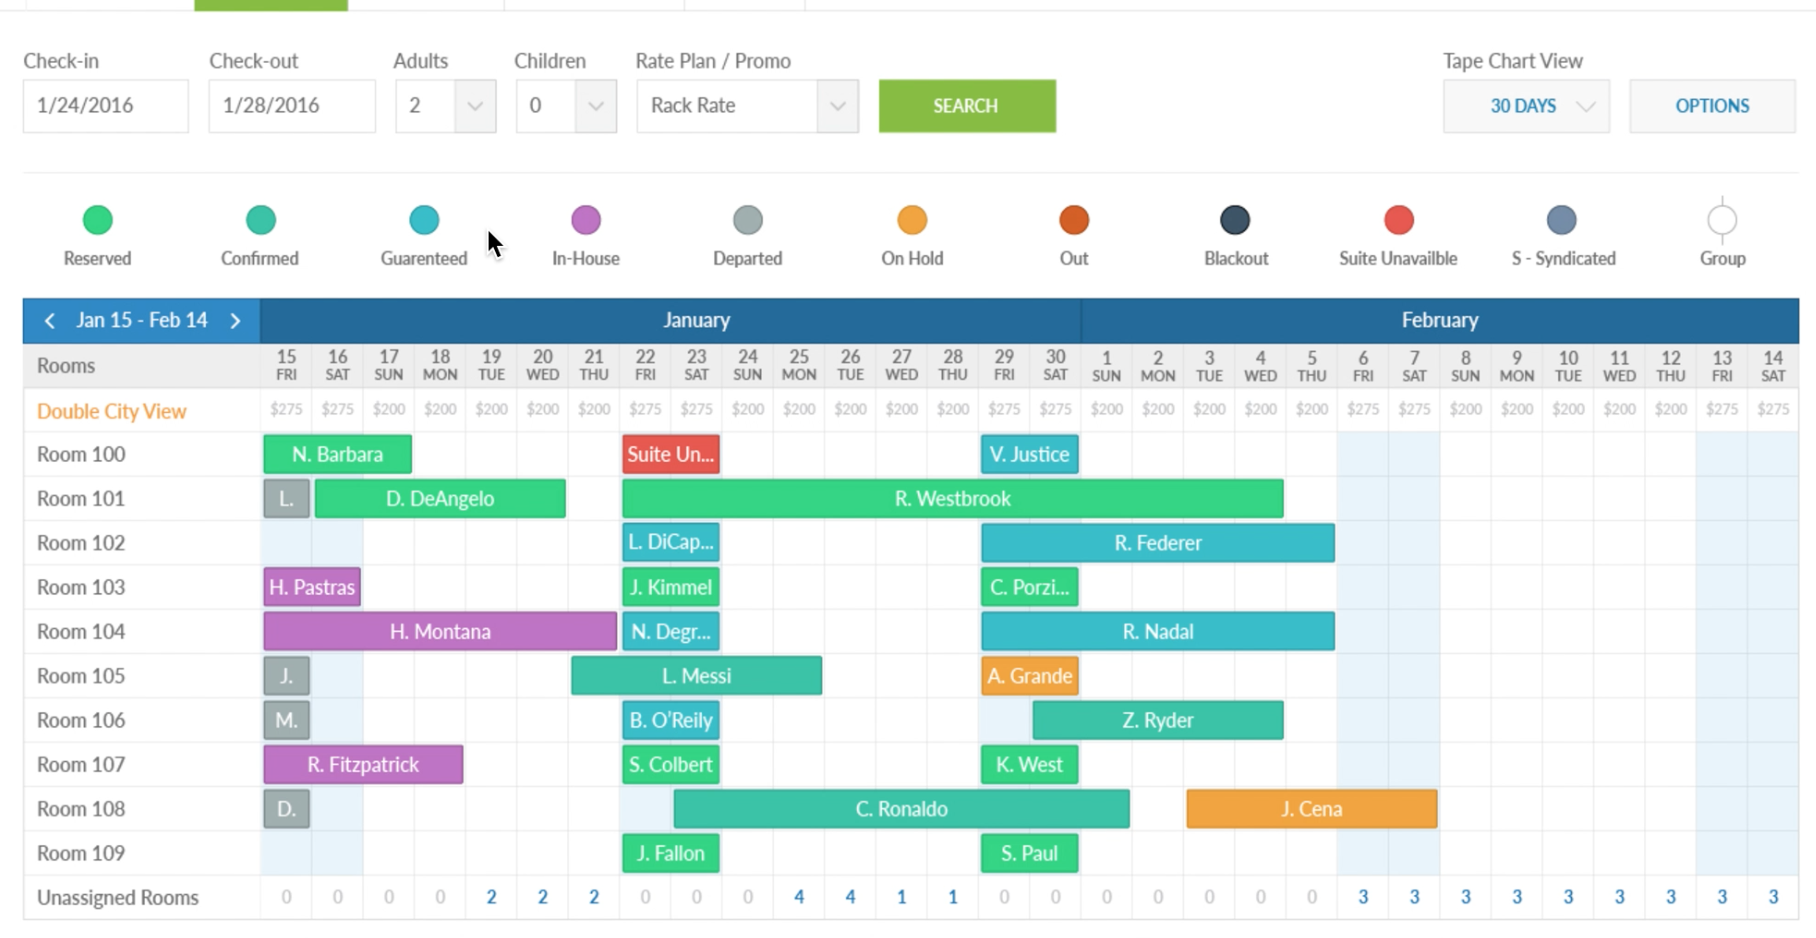 Check-in Check-out Adults Children Rate Plan / Promo Tape Chart View
1/24/2016 1/28/2016 2 0 Rack Rate SEARCH 30 DAYS OPTIONS
Reserved Confirmed Guarenteed In-House Departed On Hold Out Blackout Suite Unavailble S - Syndicated Group
Jan 15 - Feb 14 January February
Rooms 15 16 17 18 19 20 21 22 23 24 25 26 27 28 29 30 1 2 3 4 5 6 7 8 9 10 11 12 13 14
FRI SAT SUN MON TUE WED THU FRI SAT SUN MON TUE WED THU FRI SAT SUN MON TUE WED THU FRI SAT SUN MON TUE WED THU FRI SAT
Double City View $275 $275 $200 $200 $200 $200 $200 $275 $275 $200 $200 $200 $200 $200 $275 $275 $200 $200 $200 $200 $200 $275 $275 $200 $200 $200 $200 $200 $275 $275
Room 100 N. Barbara Suite Un... V. Justice
Room 101 L. D. DeAngelo R. Westbrook
Room 102 L. DiCap... R. Federer
Room 103 H. Pastras J. Kimmel C. Porzi...
Room 104 H. Montana N. Degr... R. Nadal
Room 105 J. L. Messi A. Grande
Room 106 M. B. O’Reily Z. Ryder
Room 107 R. Fitzpatrick S. Colbert K. West
Room 108 D. C. Ronaldo J. Cena
Room 109 J. Fallon S. Paul
Unassigned Rooms 0 0 0 0 2 2 2 0 0 0 4 4 1 1 0 0 0 0 0 0 0 3 3 3 3 3 3 3 3 3